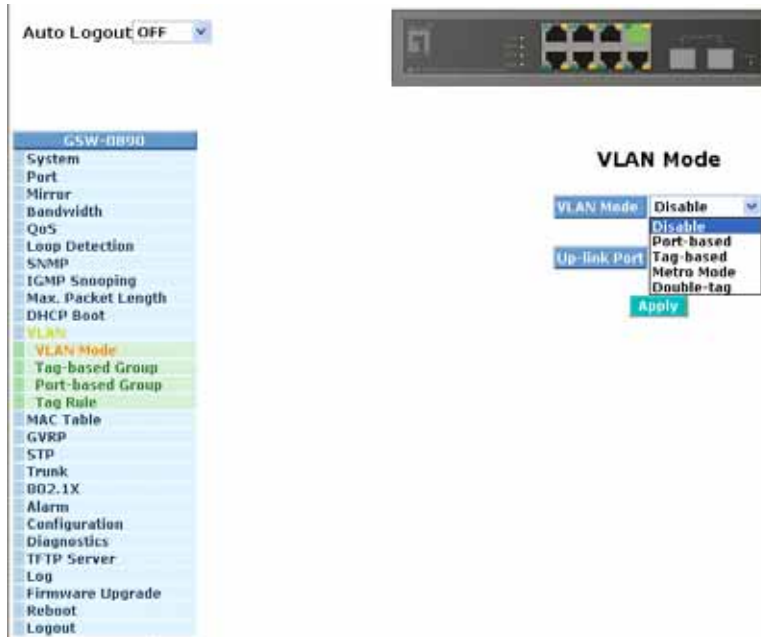 Auto Logout OFF
GSW-0890
System
Port
Mirror
Bandwidth
QoS
Loop Detection
SNMP
IGMP Snooping
Max. Packet Length
DHCP Boot
VLAN
VLAN Mode
Tag-based Group
Port-based Group
Tag Rule
MAC Table
GVRP
STP
Trunk
802.1X
Alarm
Configuration
Diagnostics
TFTP Server
Log
Firmware Upgrade
Reboot
Logout
VLAN Mode
VLAN Mode Disable
Disable
Port-based
Up-link Port Tag-based
Metro Mode
Double-tag
Apply